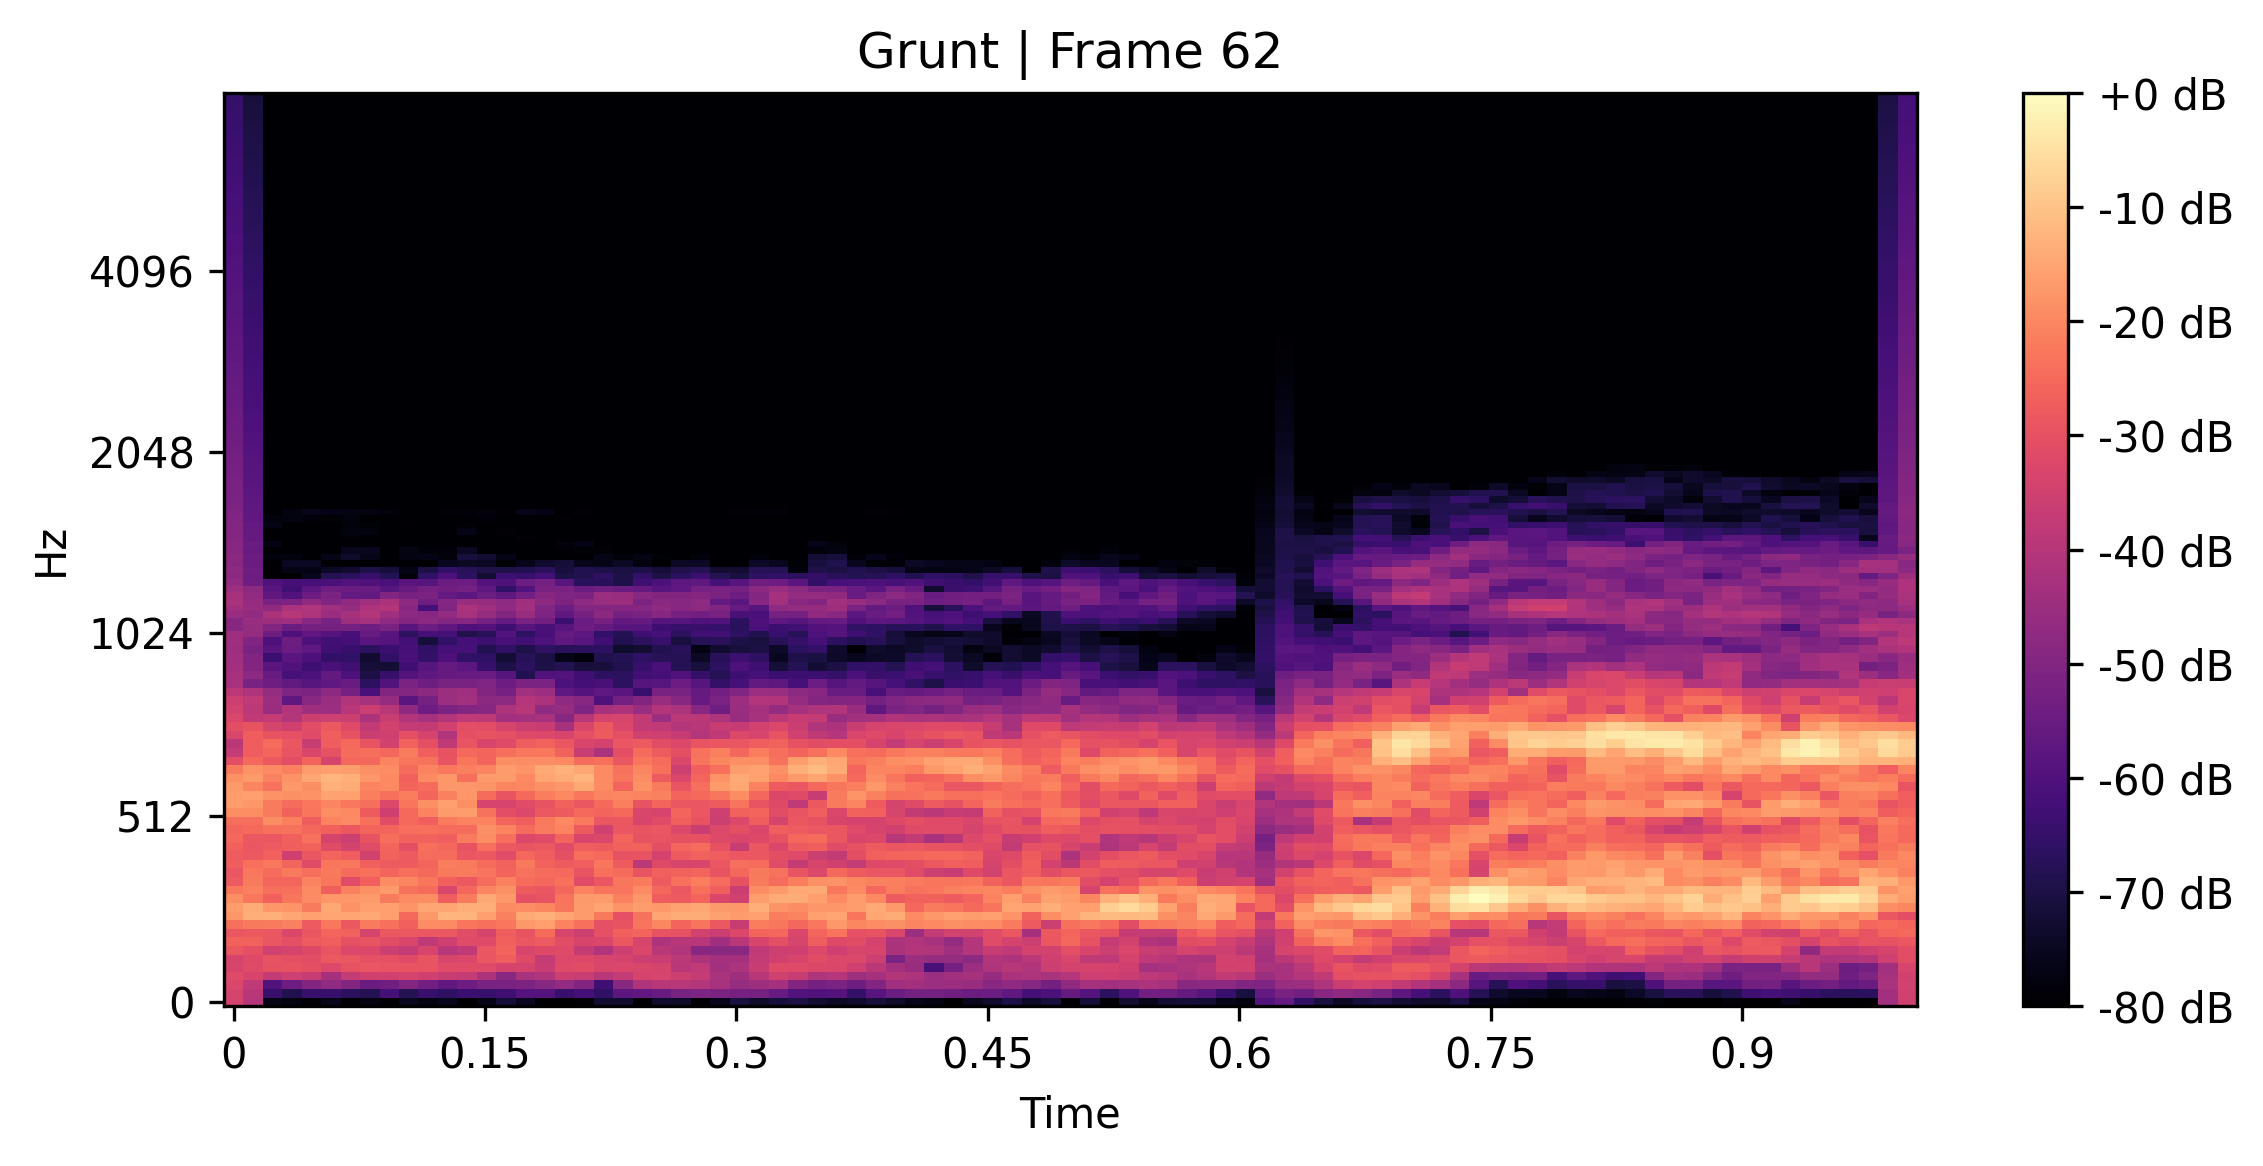 Grunt | Frame 62
+0 dB
-10 dB
-20 dB
-30 dB
-40 dB
-50 dB
-60 dB
-70 dB
-80 dB
Hz
4096
2048
1024
512
0
0 0.15 0.3 0.45 0.6 0.75 0.9
Time